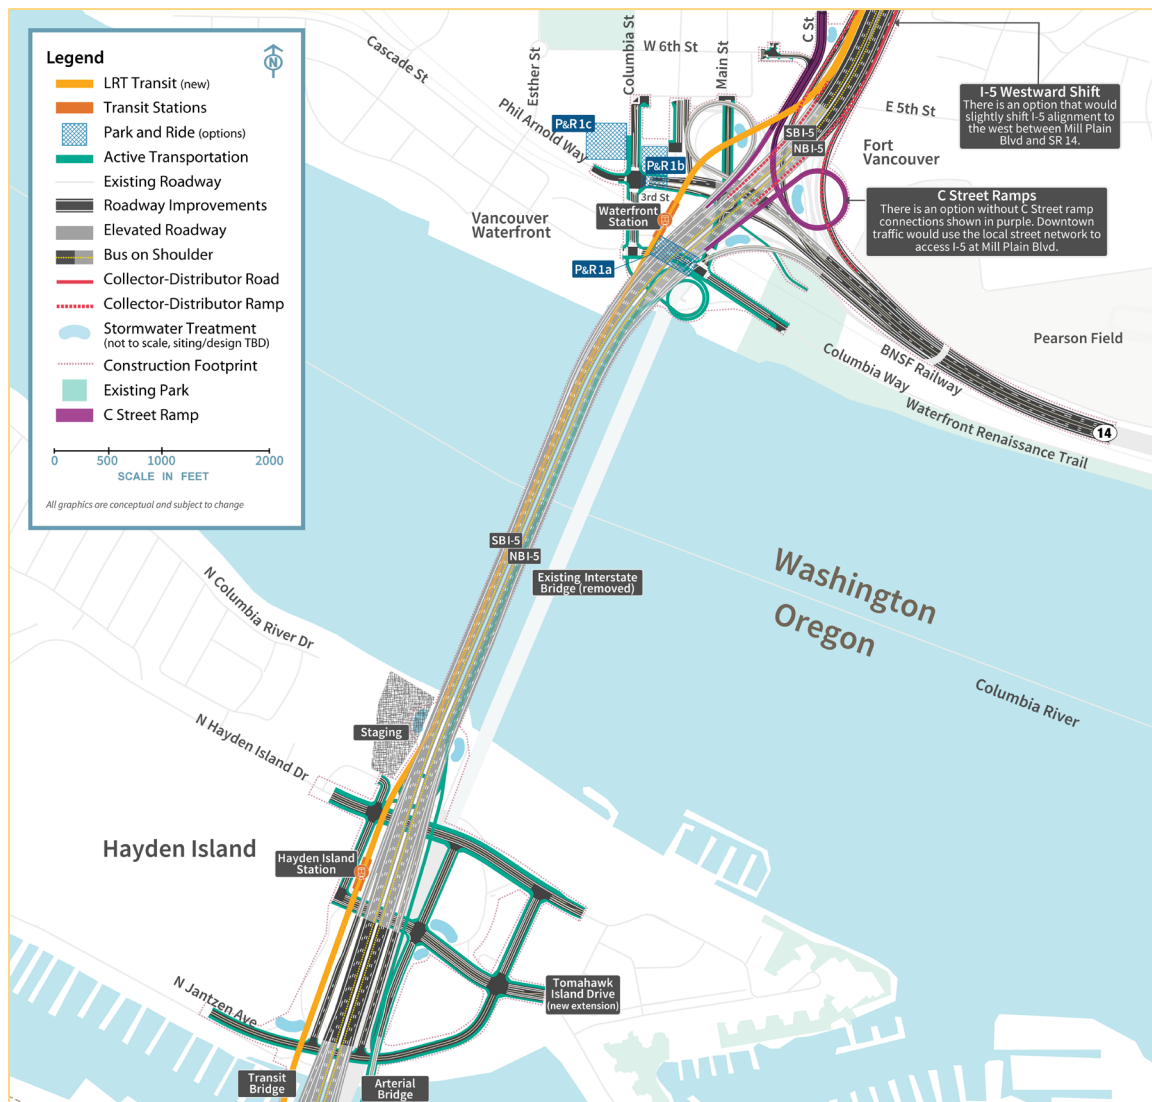 Legend
N
LRT Transit (new)
Transit Stations
Park and Ride (options)
Active Transportation
Existing Roadway
Roadway Improvements
Elevated Roadway
Bus on Shoulder
Collector-Distributor Road
Collector-Distributor Ramp
Stormwater Treatment
(not to scale, siting/design TBD)
Construction Footprint
Existing Park
C Street Ramp
0 500 1000 2000
SCALE IN FEET
All graphics are conceptual and subject to change
Cascade St
Esther St
Columbia St
W 6th St
Main St
C St
E 5th St
Phil Arnold Way
P&R 1c
P&R 1b
3rd St
SB I-5
NB I-5
Fort
Vancouver
I-5 Westward Shift
There is an option that would
slightly shift I-5 alignment to
the west between Mill Plain
Blvd and SR 14.
C Street Ramps
There is an option without C Street ramp
connections shown in purple. Downtown
traffic would use the local street network to
access I-5 at Mill Plain Blvd.
Vancouver
Waterfront
Waterfront
Station
P&R 1a
Pearson Field
BNSF Railway
Columbia Way
Waterfront Renaissance Trail
14
SB I-5
NB I-5
Existing Interstate
Bridge (removed)
Washington
Oregon
Columbia River
N Columbia River Dr
N Hayden Island Dr
Staging
Hayden Island
Hayden Island
Station
Tomahawk
Island Drive
(new extension)
N Jantzen Ave
Transit
Bridge
Arterial
Bridge